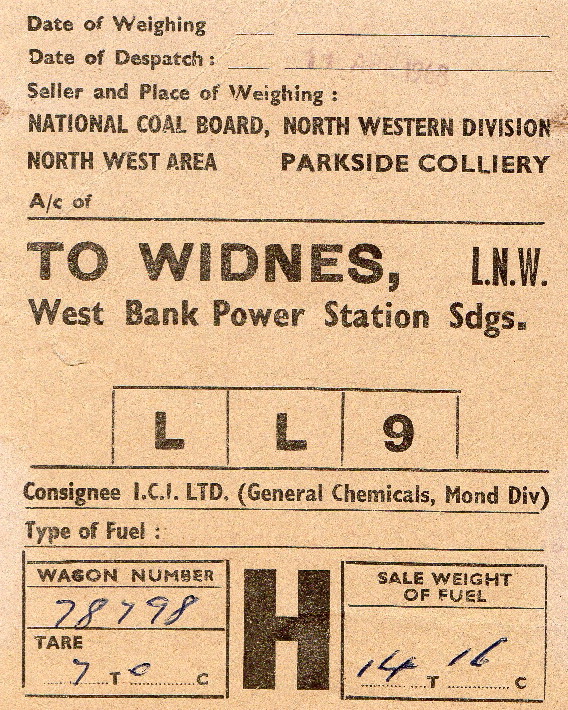 Date of Weighing
Date of Despatch : 1968
Seller and Place of Weighing :
NATIONAL COAL BOARD, NORTH WESTERN DIVISION
NORTH WEST AREA PARKSIDE COLLIERY
A/c of
TO WIDNES, L.N.W.
West Bank Power Station Sdgs.
L L 9
Consignee I.C.I. LTD. (General Chemicals, Mond Div)
Type of Fuel :
WAGON NUMBER
78798
TARE
7 T 0 C
H
SALE WEIGHT
OF FUEL
14 T 16 C